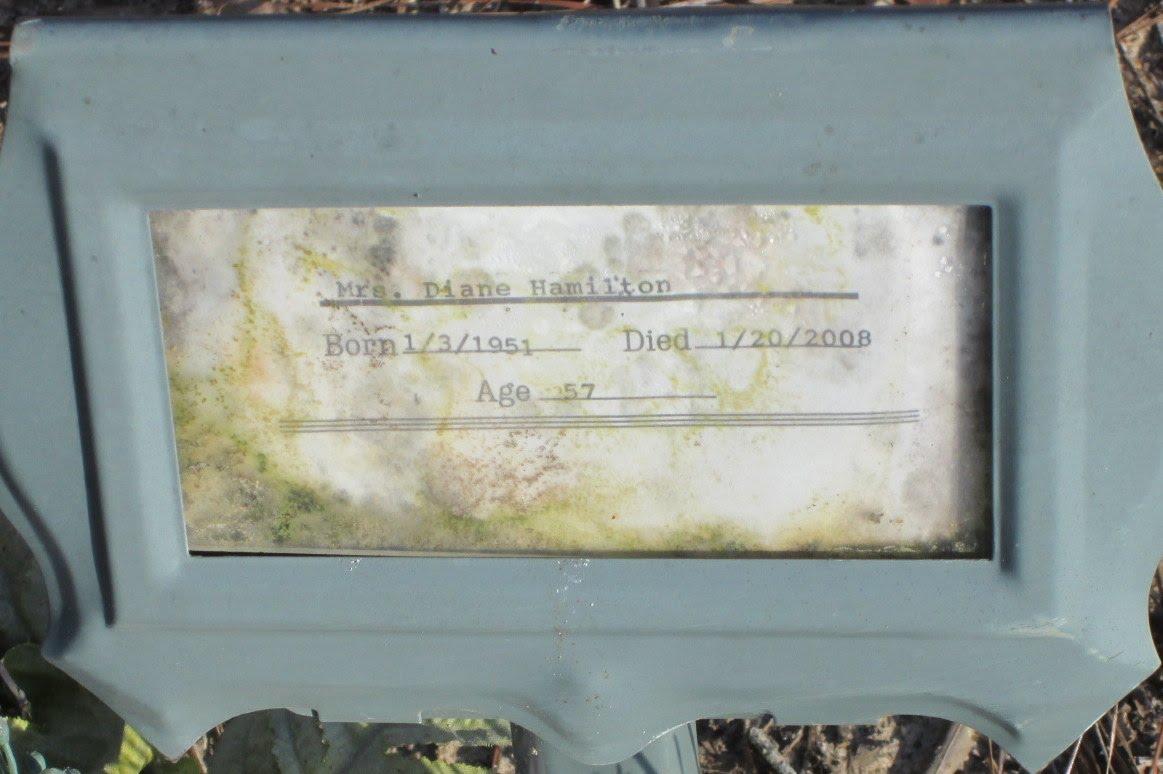 Mrs. Diane Hamilton
Born 1/3/1951 Died 1/20/2008
Age 57